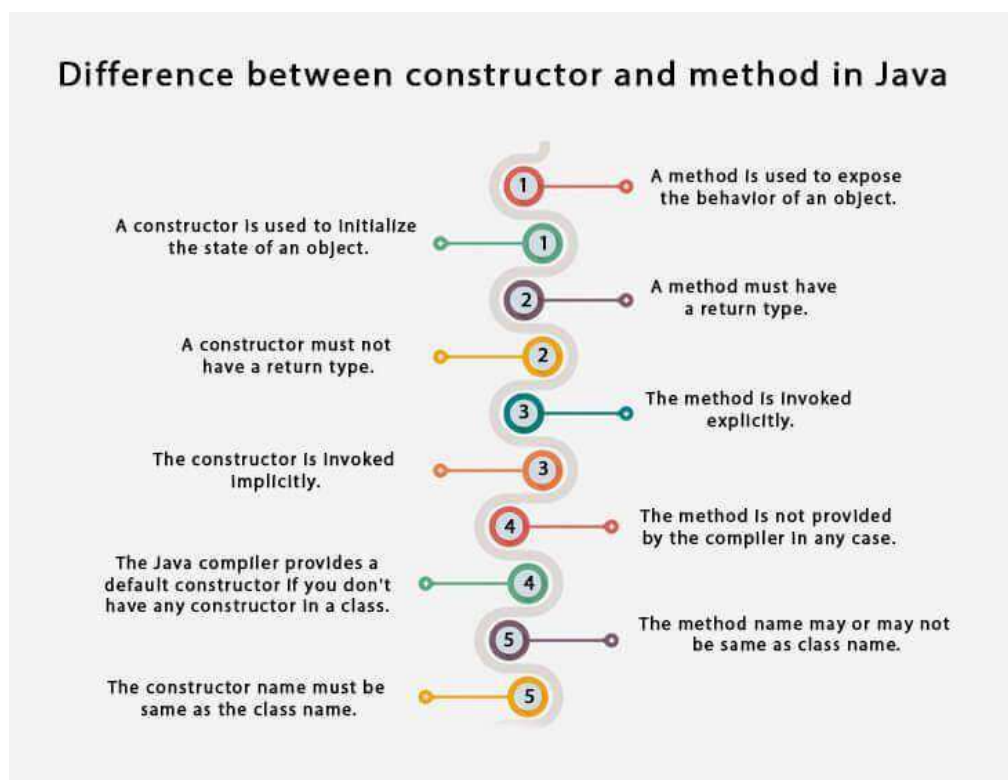 Difference between constructor and method in Java
1
A method is used to expose
the behavior of an object.
A constructor is used to initialize
the state of an object.
1
2
A method must have
a return type.
A constructor must not
have a return type.
2
3
The method is invoked
explicitly.
The constructor is invoked
implicitly.
3
4
The method is not provided
by the compiler in any case.
The Java compiler provides a
default constructor if you don't
have any constructor in a class.
4
5
The method name may or may not
be same as class name.
The constructor name must be
same as the class name.
5